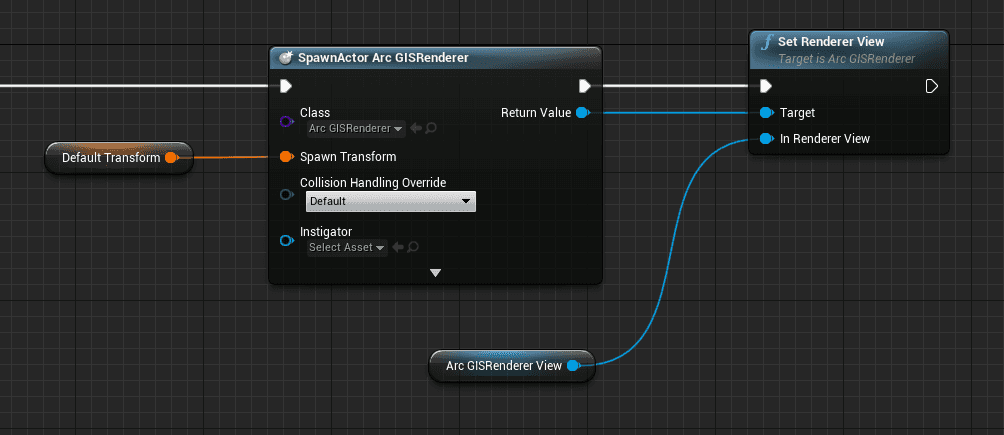 SpawnActor Arc GISRenderer
Class
Arc GISRenderer
Return Value
Default Transform
Spawn Transform
Collision Handling Override
Default
Instigator
Select Asset
Set Renderer View
Target is Arc GISRenderer
Target
In Renderer View
Arc GISRenderer View